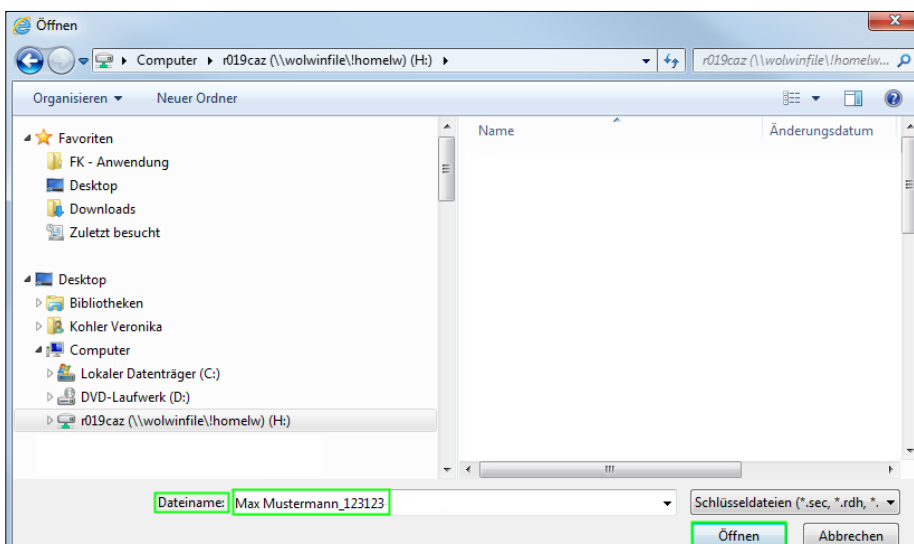 Öffnen
Computer r019caz (\\wolwinfile\!homelw) (H:)
r019caz (\\wolwinfile\!homelw...
Organisieren Neuer Ordner
Name Änderungsdatum
Favoriten
FK - Anwendung
Desktop
Downloads
Zuletzt besucht
Desktop
Bibliotheken
Kohler Veronika
Computer
Lokaler Datenträger (C:)
DVD-Laufwerk (D:)
r019caz (\\wolwinfile\!homelw) (H:)
Dateiname: Max Mustermann_123123 Schlüsseldateien (*.sec, *.rdh, *.
Öffnen Abbrechen